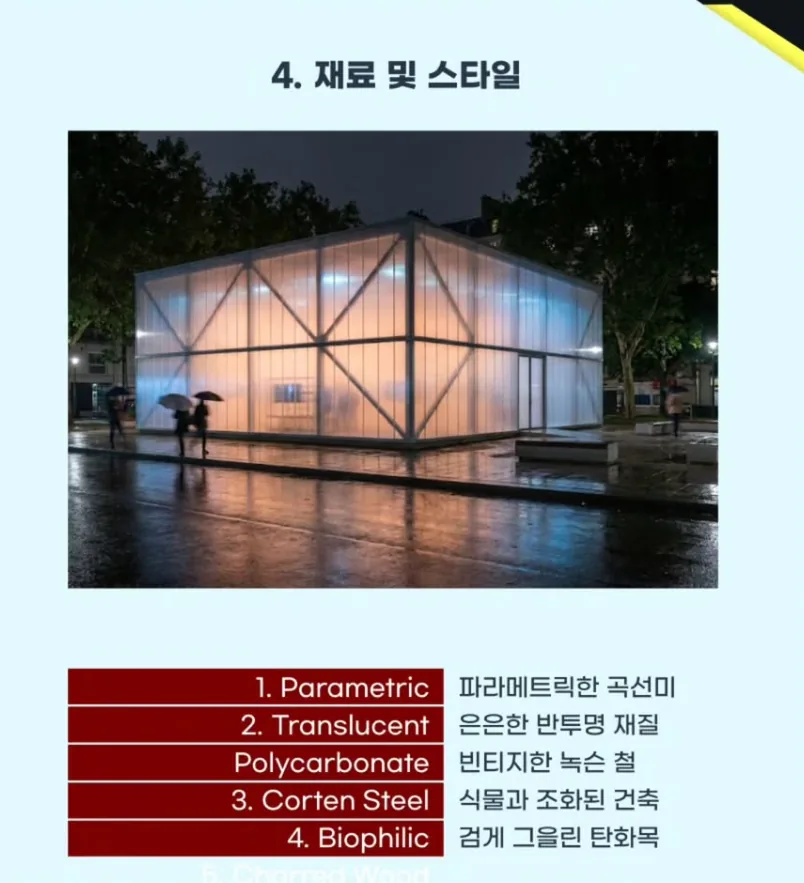 4. 재료 및 스타일
1. Parametric 파라메트릭한 곡선미
2. Translucent 은은한 반투명 재질
Polycarbonate 빈티지한 녹슨 철
3. Corten Steel 식물과 조화된 건축
4. Biophilic 검게 그을린 탄화목
5. Charred Wood